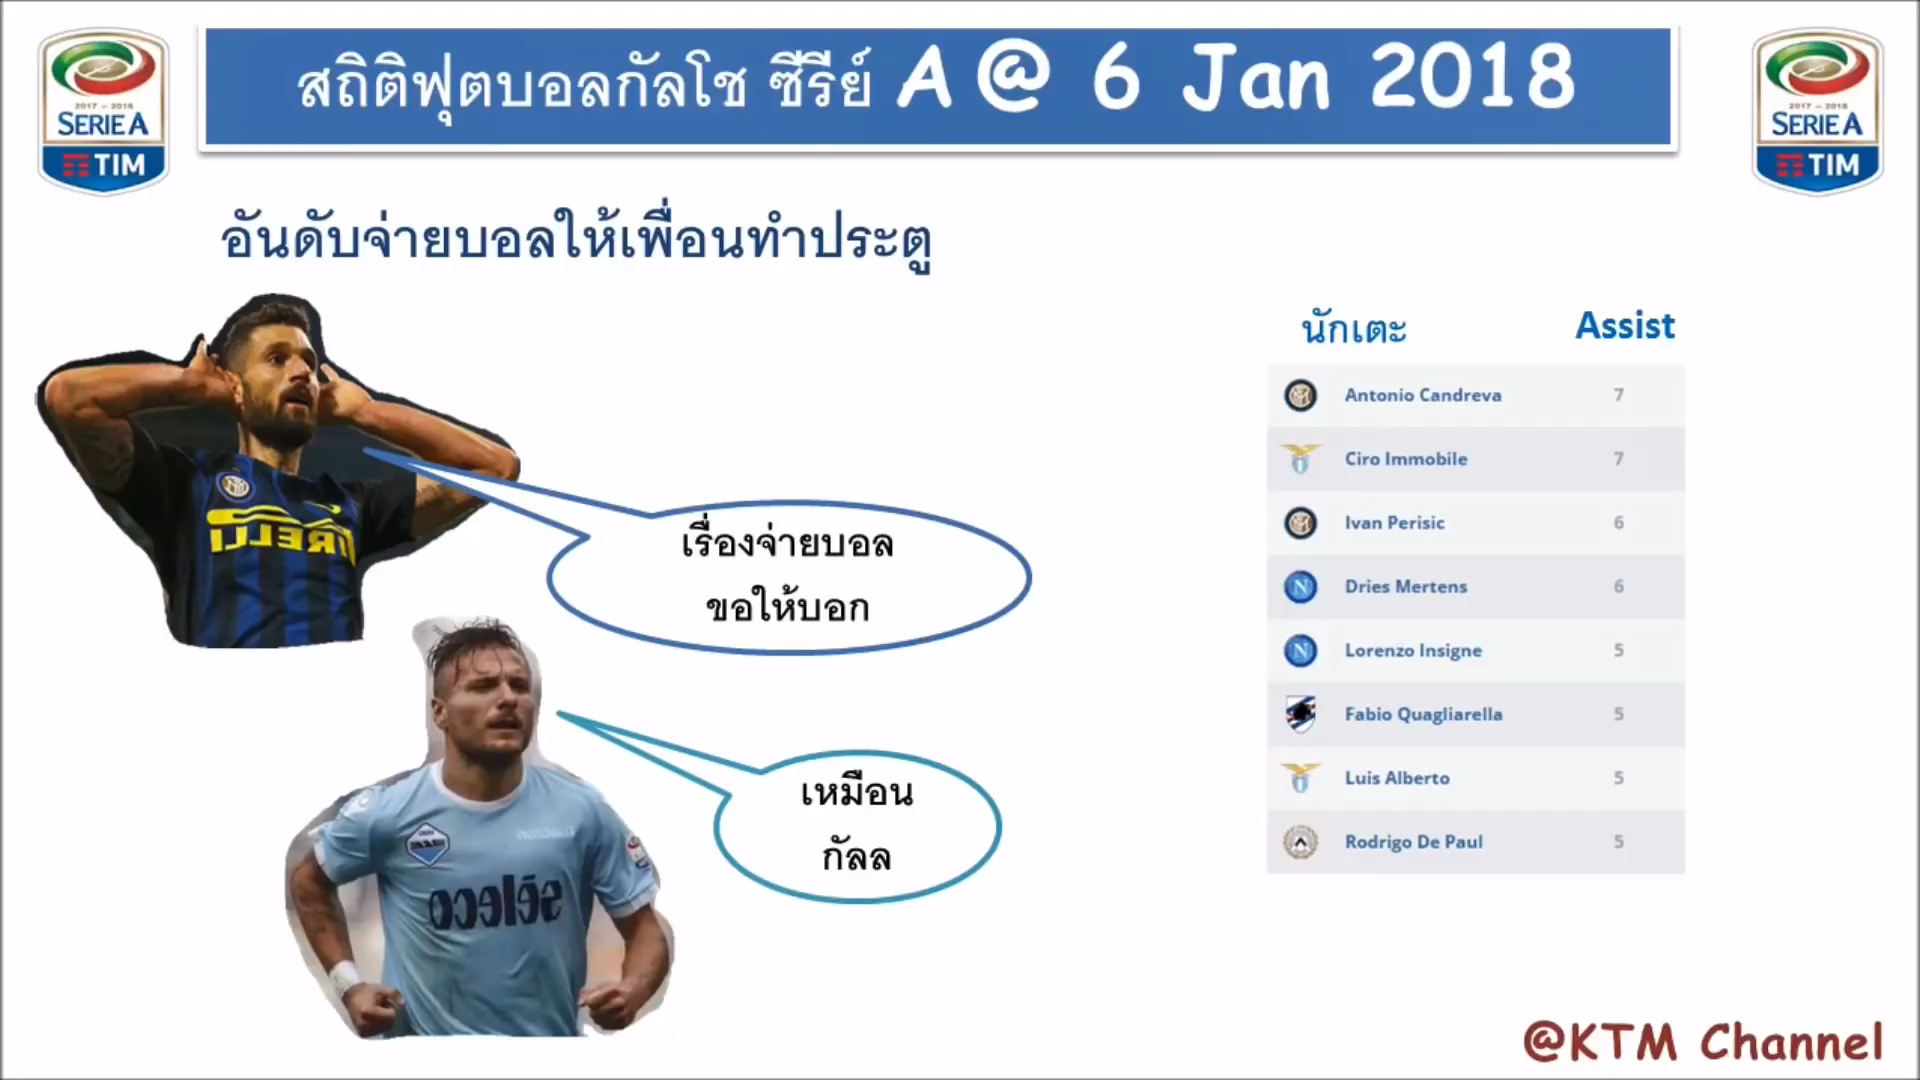 สถิติฟุตบอลกัลโช ซีรีย์ A @ 6 Jan 2018
2017 – 2018
SERIE A
TIM
2017 – 2018
SERIE A
TIM
อันดับจ่ายบอลให้เพื่อนทำประตู
นักเตะ Assist
Antonio Candreva 7
Ciro Immobile 7
Ivan Perisic 6
Dries Mertens 6
Lorenzo Insigne 5
Fabio Quagliarella 5
Luis Alberto 5
Rodrigo De Paul 5
PIRELLI
เรื่องจ่ายบอล
ขอให้บอก
séleco
เหมือน
กัลล
@KTM Channel